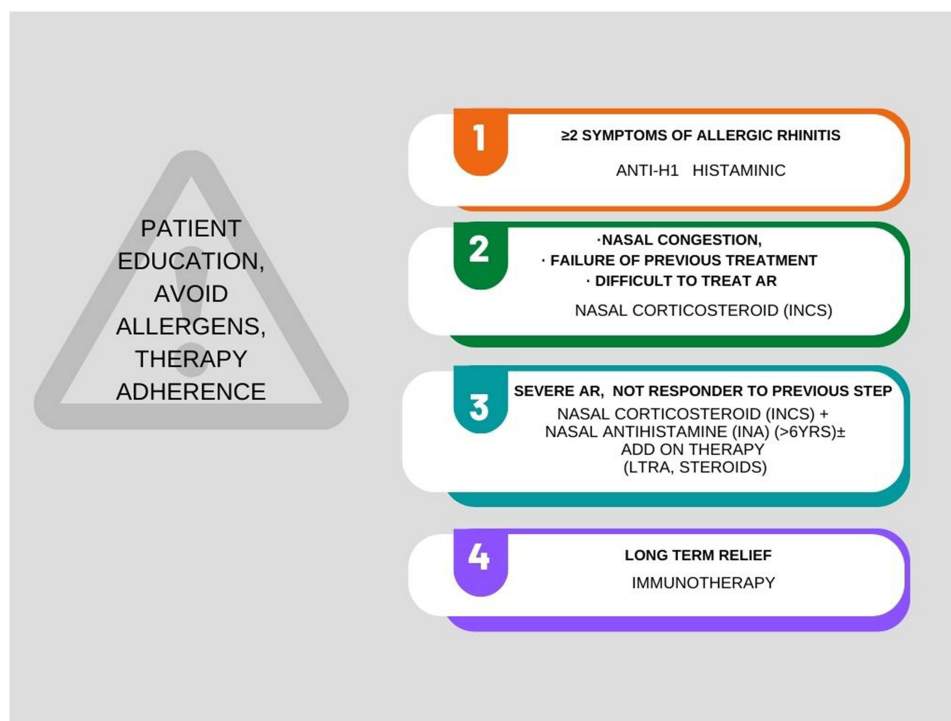 PATIENT
EDUCATION,
AVOID
ALLERGENS,
THERAPY
ADHERENCE
1
≥2 SYMPTOMS OF ALLERGIC RHINITIS
ANTI-H1 HISTAMINIC
2
·NASAL CONGESTION,
· FAILURE OF PREVIOUS TREATMENT
· DIFFICULT TO TREAT AR
NASAL CORTICOSTEROID (INCS)
3
SEVERE AR, NOT RESPONDER TO PREVIOUS STEP
NASAL CORTICOSTEROID (INCS) +
NASAL ANTIHISTAMINE (INA) (>6YRS)±
ADD ON THERAPY
(LTRA, STEROIDS)
4
LONG TERM RELIEF
IMMUNOTHERAPY